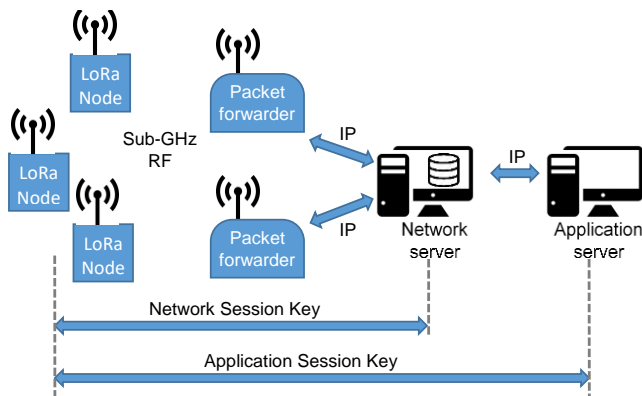 LoRa
Node
Packet
forwarder
Sub-GHz
RF
IP
IP
LoRa
Node
LoRa
Node
Packet
forwarder
IP
Network
server
Application
server
Network Session Key
Application Session Key